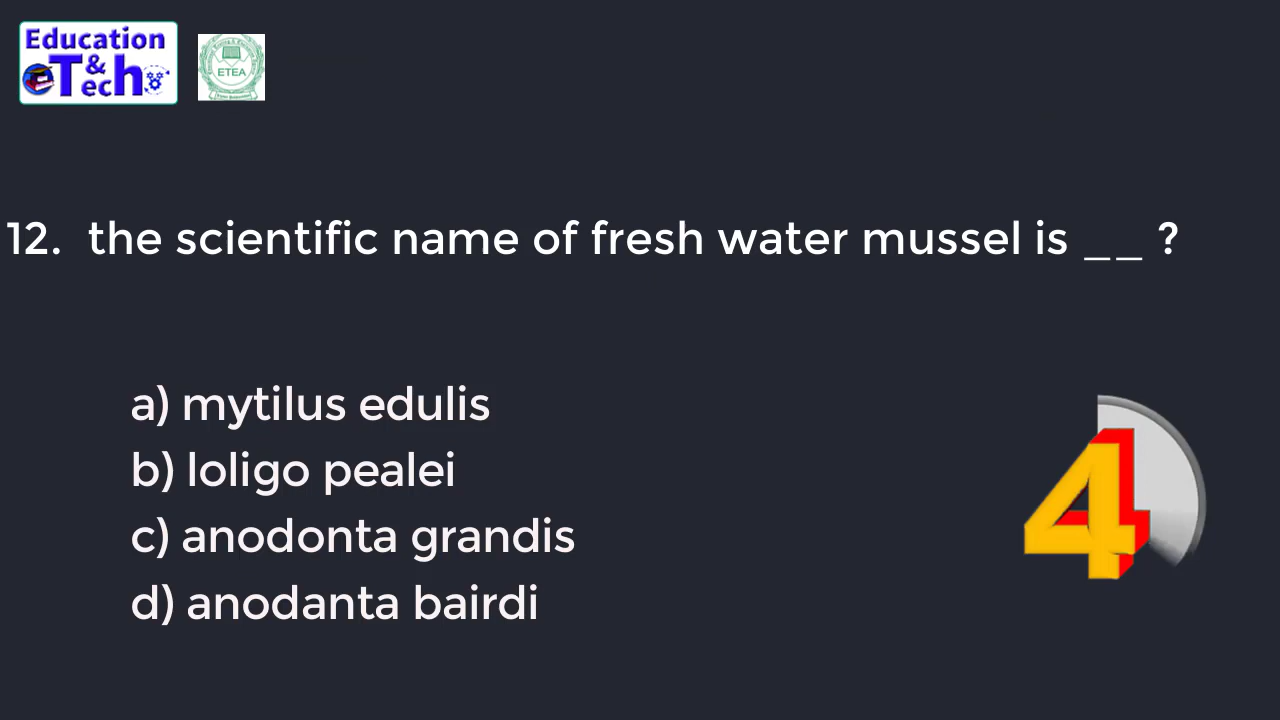 Education
&
eTech
ETEA
12. the scientific name of fresh water mussel is __ ?
a) mytilus edulis
b) loligo pealei
c) anodonta grandis
d) anodanta bairdi
4